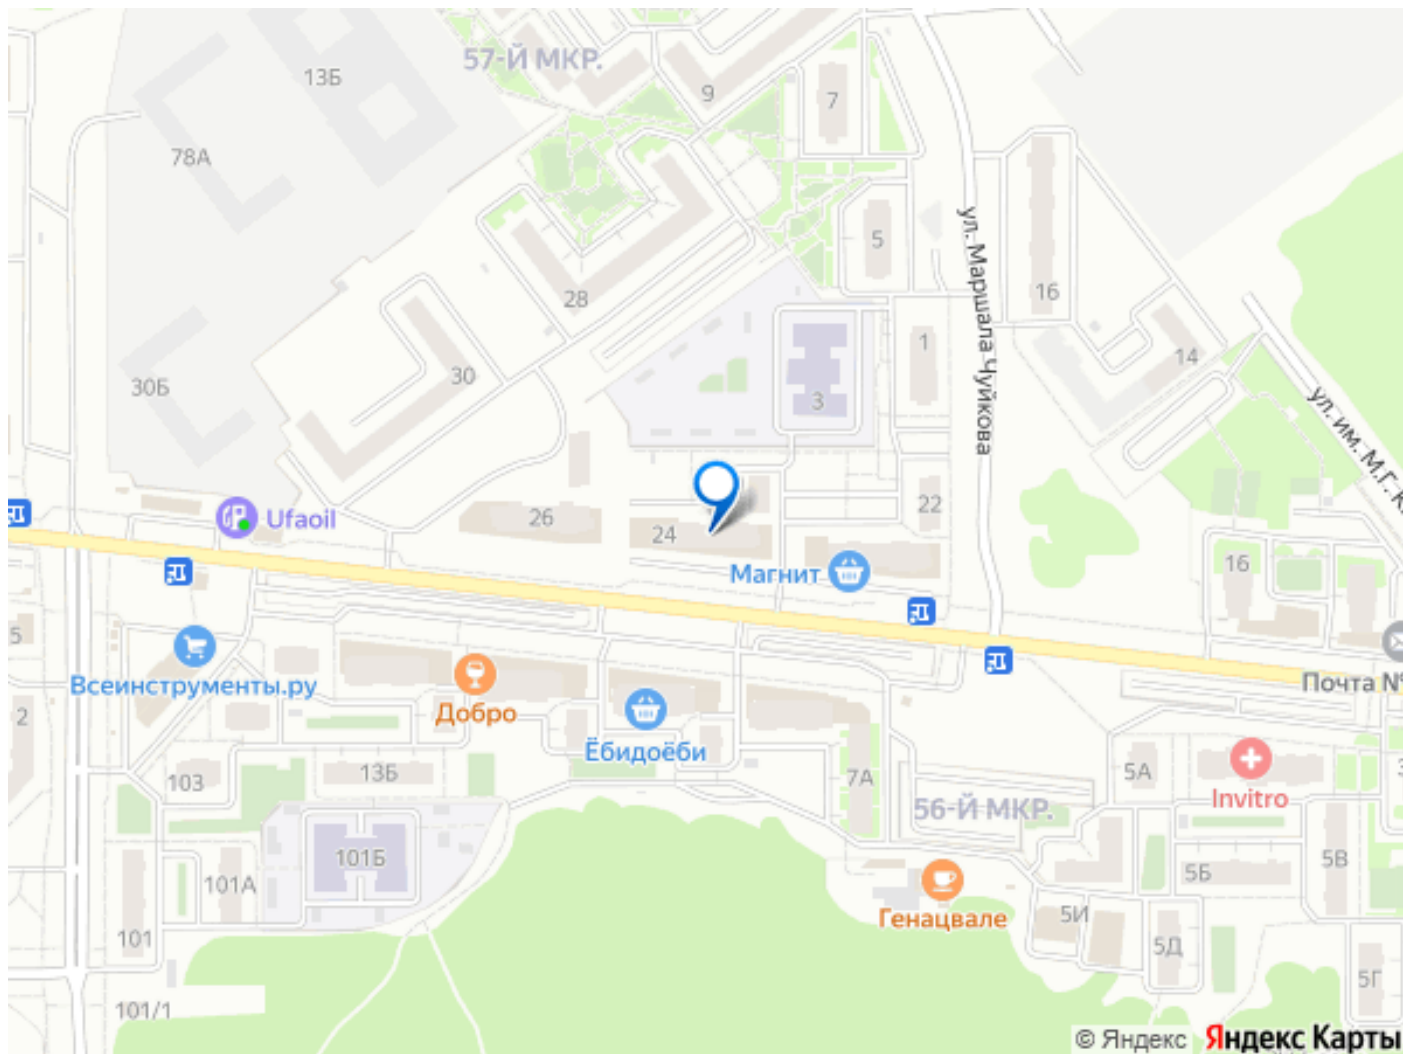 57-Й МКР.
13Б
9
7
78А
5
ул. Маршала Чуйкова
16
28
1
14
30
30Б
3
ул. им. М.Г. К
22
26
Ufaoil
24
Магнит
16
5
Почта №
Всеинструменты.ру
2
Добро
Ёбидоёби
13Б
103
7А
5А
Invitro
56-Й МКР.
101Б
101А
5Б
5В
Генацвале
5И
101
5Д
5Г
101/1
© Яндекс Яндекс Карты